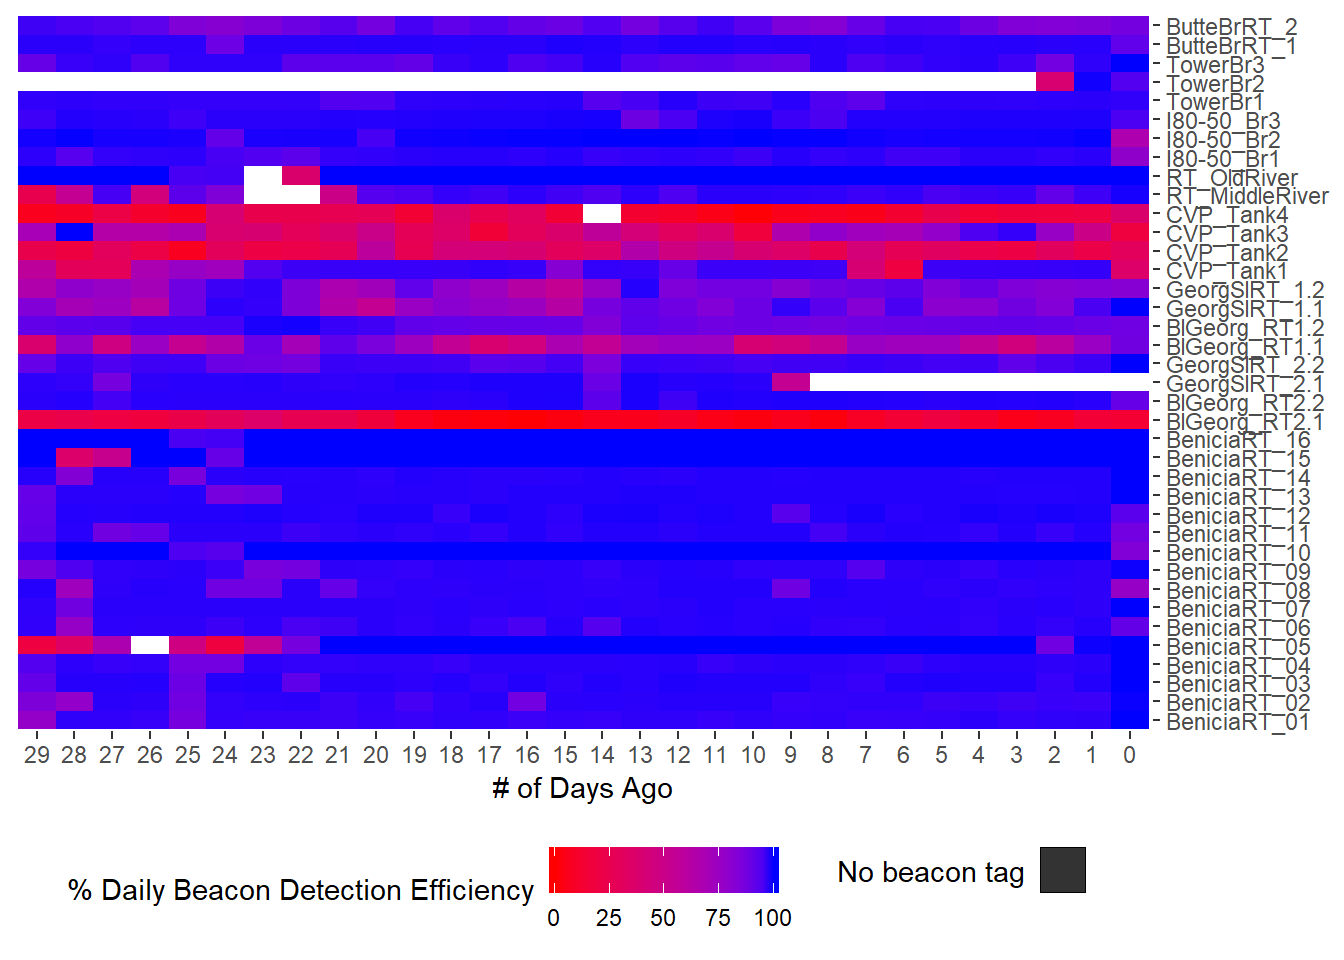 ButteBrRT_2
ButteBrRT_1
TowerBr3
TowerBr2
TowerBr1
I80-50_Br3
I80-50_Br2
I80-50_Br1
RT_OldRiver
RT_MiddleRiver
CVP_Tank4
CVP_Tank3
CVP_Tank2
CVP_Tank1
GeorgSlRT_1.2
GeorgSlRT_1.1
BlGeorg_RT1.2
BlGeorg_RT1.1
GeorgSlRT_2.2
GeorgSlRT_2.1
BlGeorg_RT2.2
BlGeorg_RT2.1
BeniciaRT_16
BeniciaRT_15
BeniciaRT_14
BeniciaRT_13
BeniciaRT_12
BeniciaRT_11
BeniciaRT_10
BeniciaRT_09
BeniciaRT_08
BeniciaRT_07
BeniciaRT_06
BeniciaRT_05
BeniciaRT_04
BeniciaRT_03
BeniciaRT_02
BeniciaRT_01
29 28 27 26 25 24 23 22 21 20 19 18 17 16 15 14 13 12 11 10 9 8 7 6 5 4 3 2 1 0
# of Days Ago
% Daily Beacon Detection Efficiency
0 25 50 75 100
No beacon tag